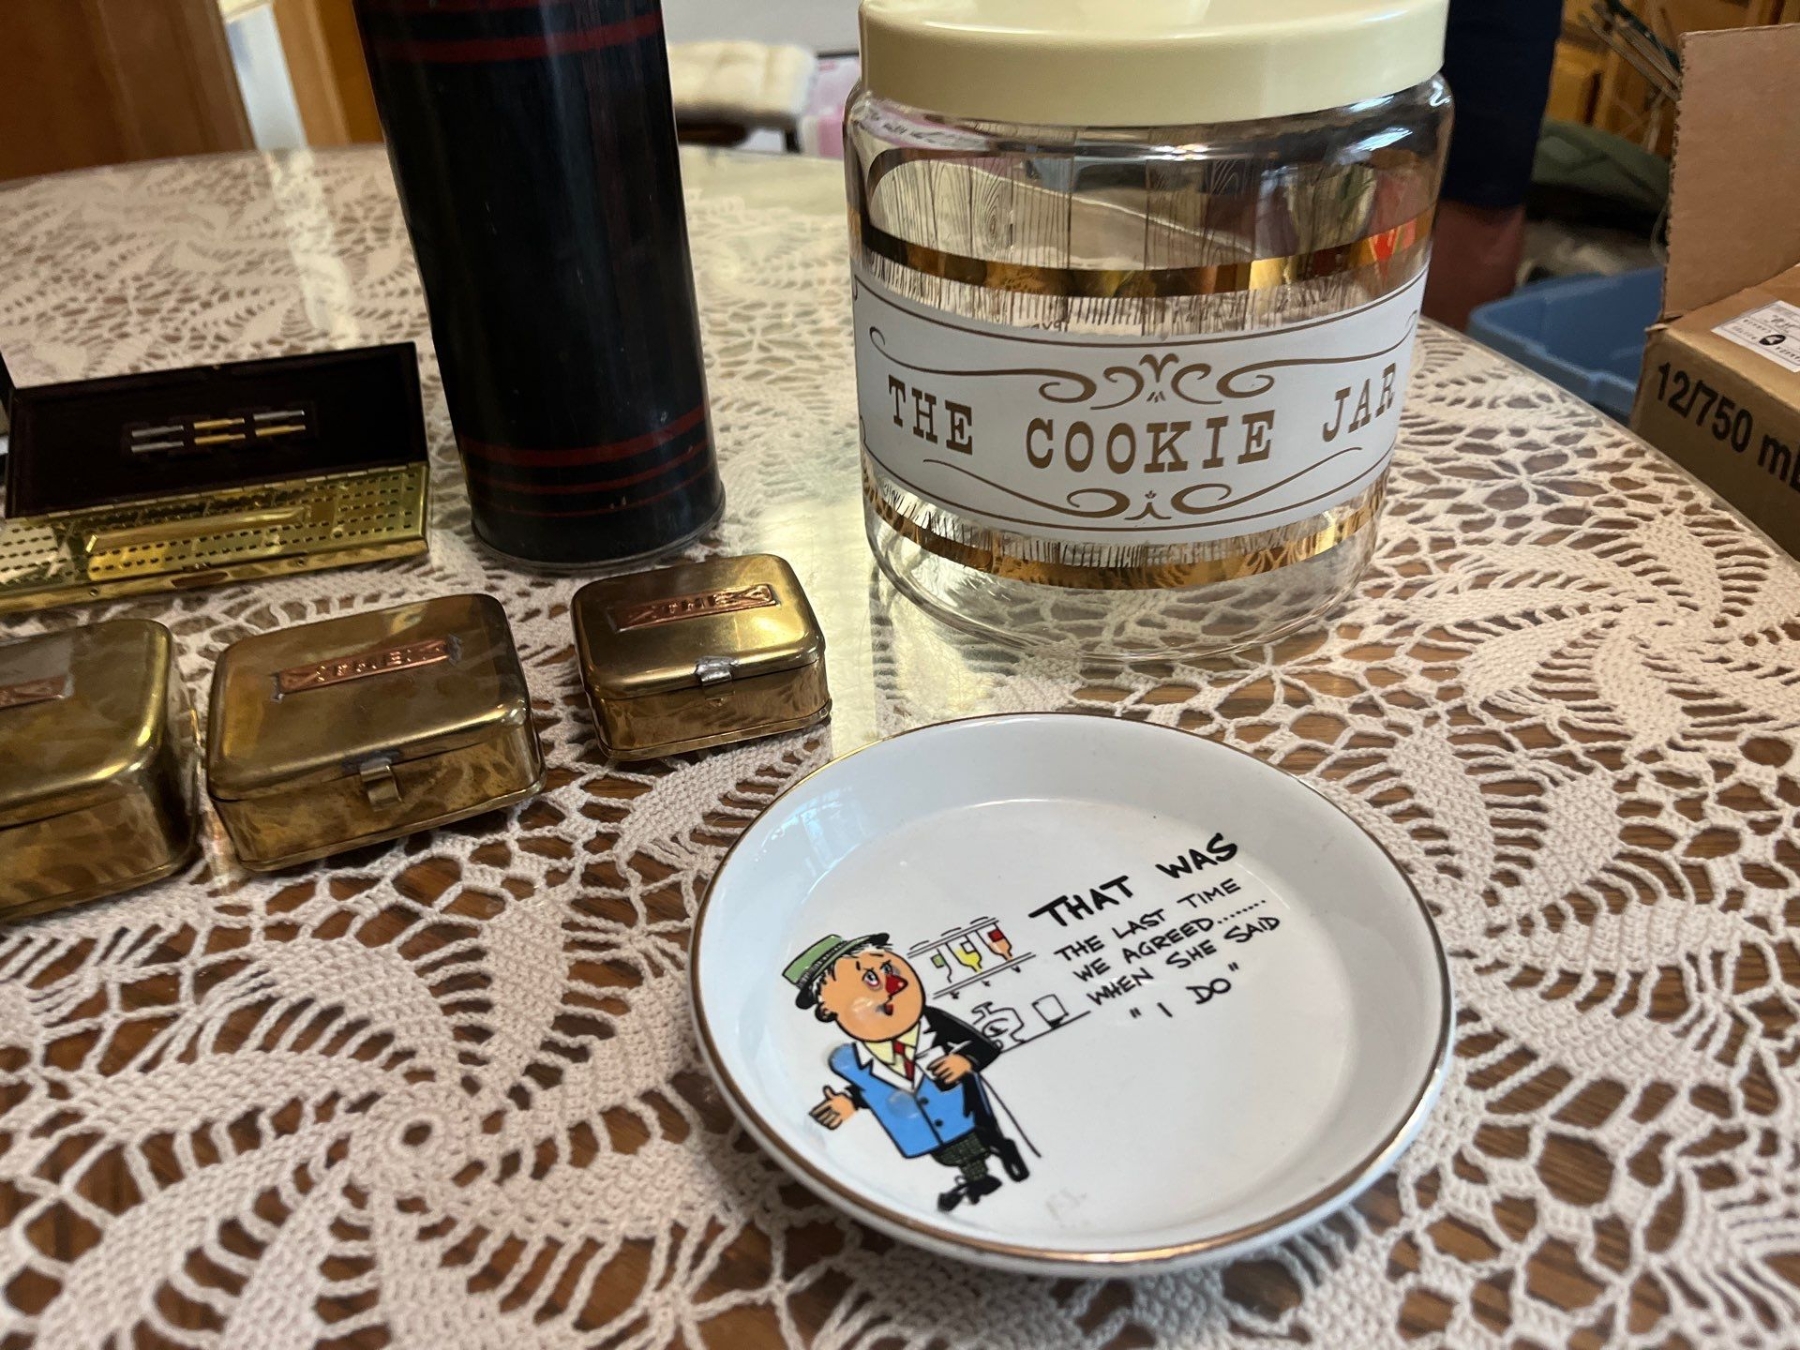 THE COOKIE JAR
12/750 mL
THAT WAS
THE LAST TIME
WE AGREED........
WHEN SHE SAID
"I DO"